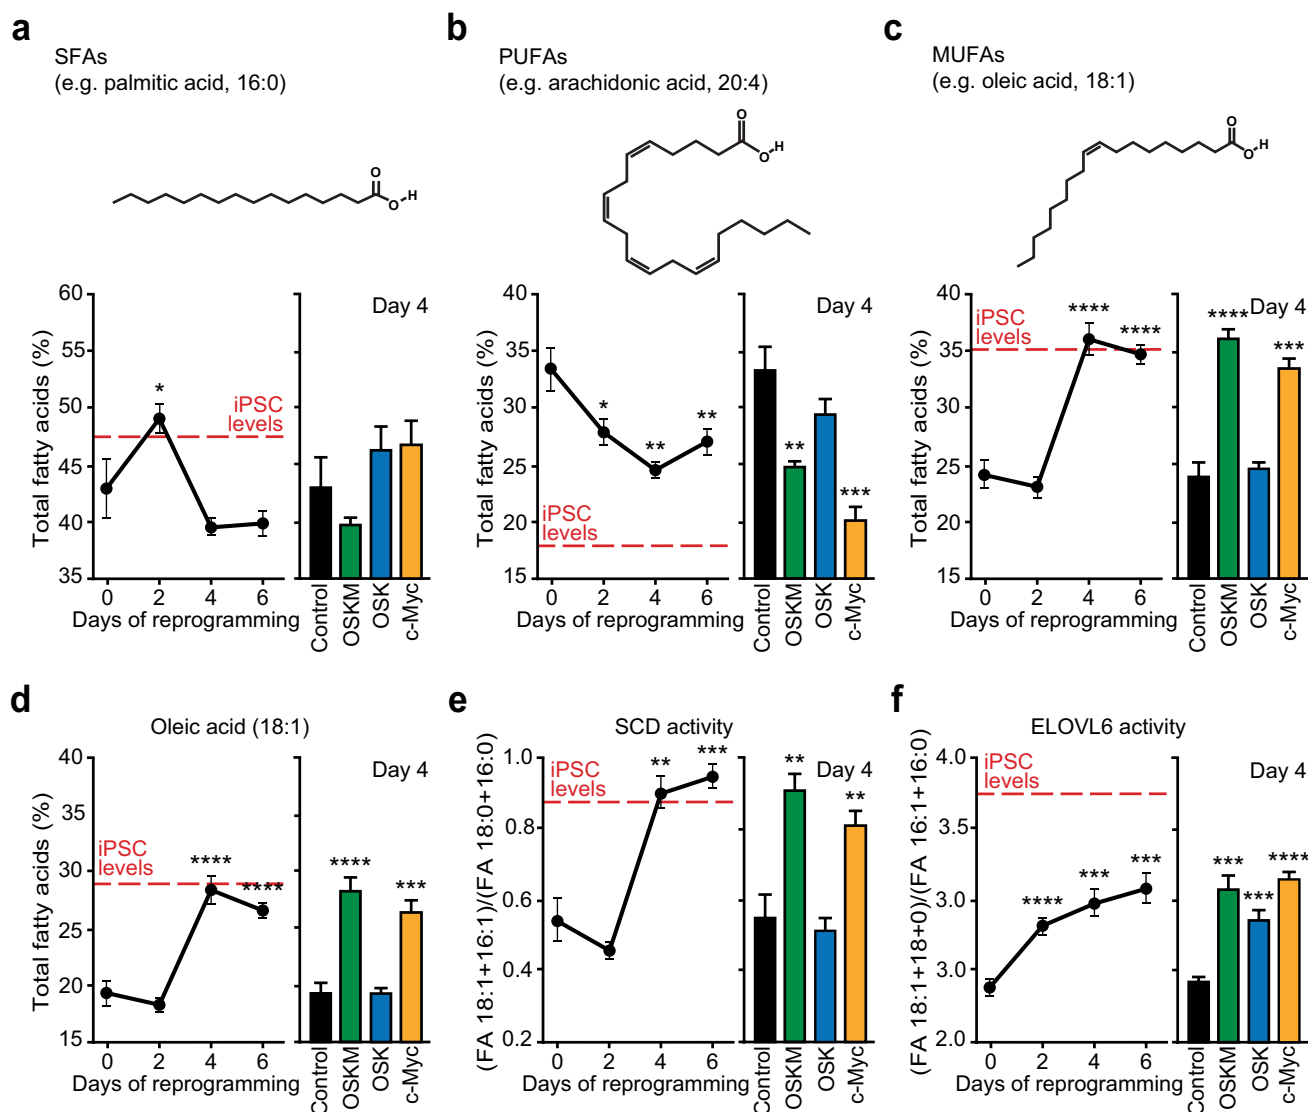 a
SFAs
(e.g. palmitic acid, 16:0)
O
O
H
60
55
50
45
40
35
Total fatty acids (%)
*
iPSC
levels
0 2 4 6
Days of reprogramming
Day 4
Control
OSKM
OSK
c-Myc
b
PUFAs
(e.g. arachidonic acid, 20:4)
O
O
H
40
35
30
25
20
15
Total fatty acids (%)
*
**
**
iPSC
levels
0 2 4 6
Days of reprogramming
Day 4
**
***
Control
OSKM
OSK
c-Myc
c
MUFAs
(e.g. oleic acid, 18:1)
O
O
H
40
35
30
25
20
15
Total fatty acids (%)
iPSC
levels
****
****
0 2 4 6
Days of reprogramming
Day 4
****
***
Control
OSKM
OSK
c-Myc
d
Oleic acid (18:1)
40
30
25
20
15
Total fatty acids (%)
iPSC
levels
****
****
0 2 4 6
Days of reprogramming
Day 4
****
***
Control
OSKM
OSK
c-Myc
e
SCD activity
1.0
0.8
0.6
0.4
0.2
(FA 18:1+16:1)/(FA 18:0+16:0)
iPSC
levels
**
***
0 2 4 6
Days of reprogramming
Day 4
**
**
Control
OSKM
OSK
c-Myc
f
ELOVL6 activity
4.0
3.5
3.0
3.0
2.0
(FA 18:1+18+0)/(FA 16:1+16:0)
iPSC
levels
****
***
***
0 2 4 6
Days of reprogramming
Day 4
***
***
****
Control
OSKM
OSK
c-Myc